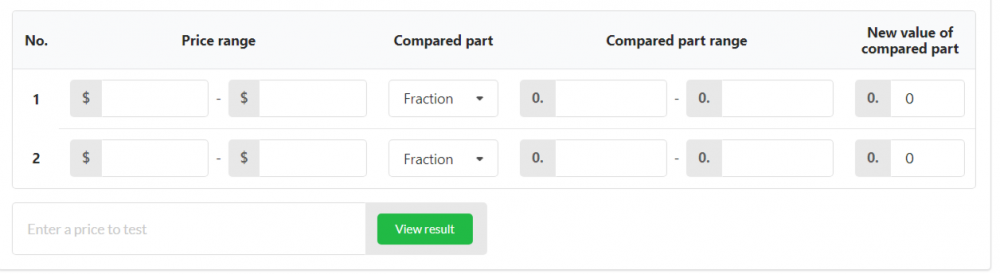 No. Price range Compared part Compared part range New value of
compared part
1 $ - $ Fraction 0. - 0. 0. 0
2 $ - $ Fraction 0. - 0. 0. 0
Enter a price to test View result